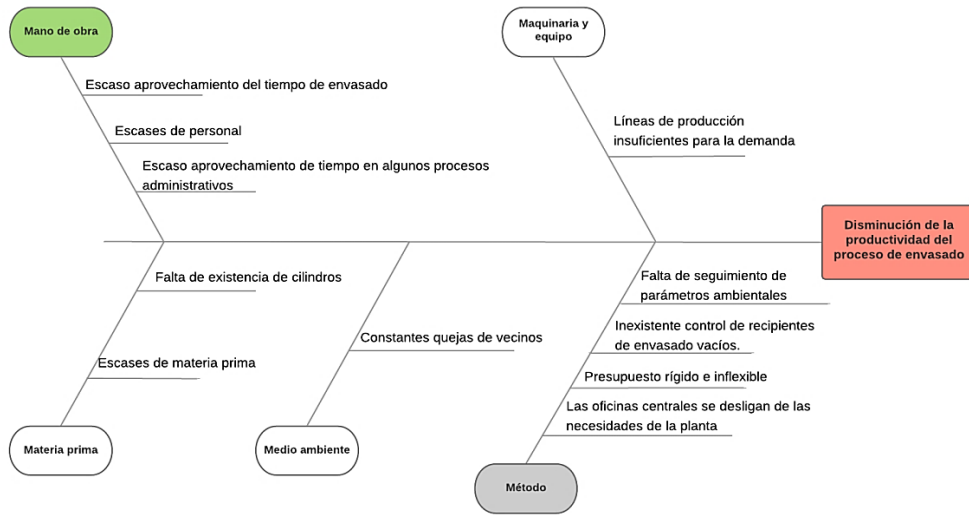 Mano de obra
Maquinaria y
equipo
Escaso aprovechamiento del tiempo de envasado
Escases de personal
Escaso aprovechamiento de tiempo en algunos procesos
administrativos
Líneas de producción
insuficientes para la demanda
Disminución de la
productividad del
proceso de envasado
Falta de existencia de cilindros
Escases de materia prima
Constantes quejas de vecinos
Falta de seguimiento de
parámetros ambientales
Inexistente control de recipientes
de envasado vacíos.
Presupuesto rígido e inflexible
Las oficinas centrales se desligan de las
necesidades de la planta
Materia prima
Medio ambiente
Método